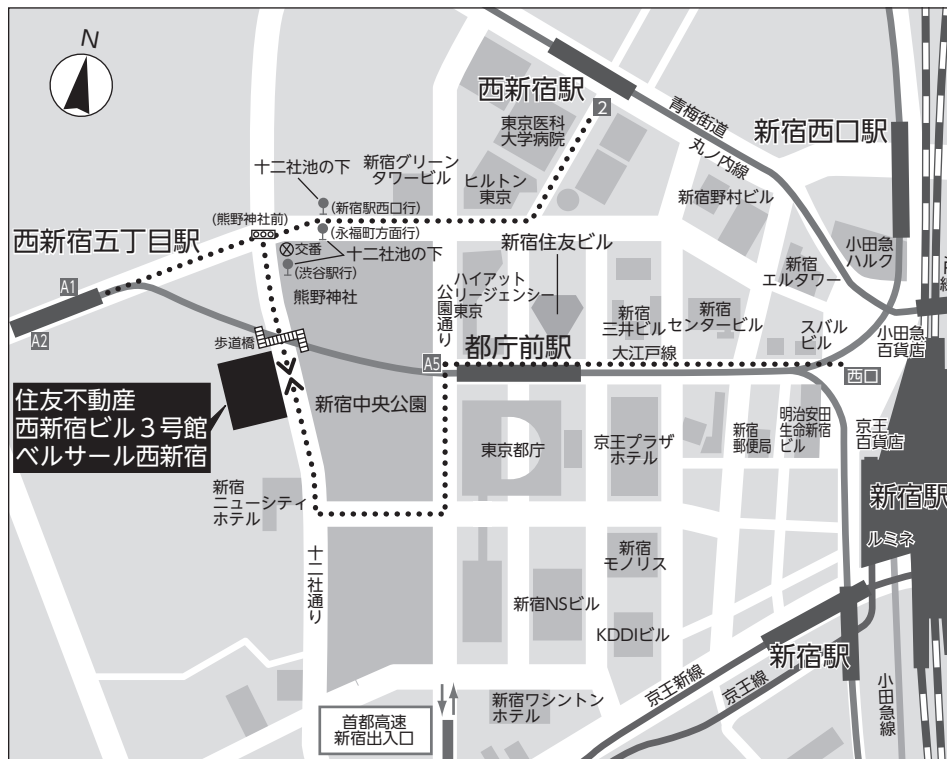 N
西新宿駅
2
東京医科
大学病院
青梅街道
丸ノ内線
新宿西口駅
十二社池の下
新宿グリーン
タワービル
ヒルトン
東京
新宿野村ビル
(新宿駅西口行)
(熊野神社前)
(永福町方面行)
西新宿五丁目駅
交番
十二社池の下
(渋谷駅行)
熊野神社
新宿住友ビル
小田急
ハルク
新宿
エルタワー
A1
A2
ハイアット
リージェンシー
東京
公園通り
新宿
三井ビル
新宿
センタービル
スバル
ビル
小田急
百貨店
歩道橋
A5
都庁前駅
大江戸線
西口
住友不動産
西新宿ビル3号館
ベルサール西新宿
新宿中央公園
東京都庁
京王プラザ
ホテル
新宿
郵便局
明治安田
生命新宿
ビル
京王
百貨店
新宿
ニューシティ
ホテル
新宿駅
ルミネ
十二社通り
新宿
モノリス
新宿NSビル
KDDIビル
新宿駅
京王新線
京王線
小田急線
新宿ワシントン
ホテル
首都高速
新宿出入口